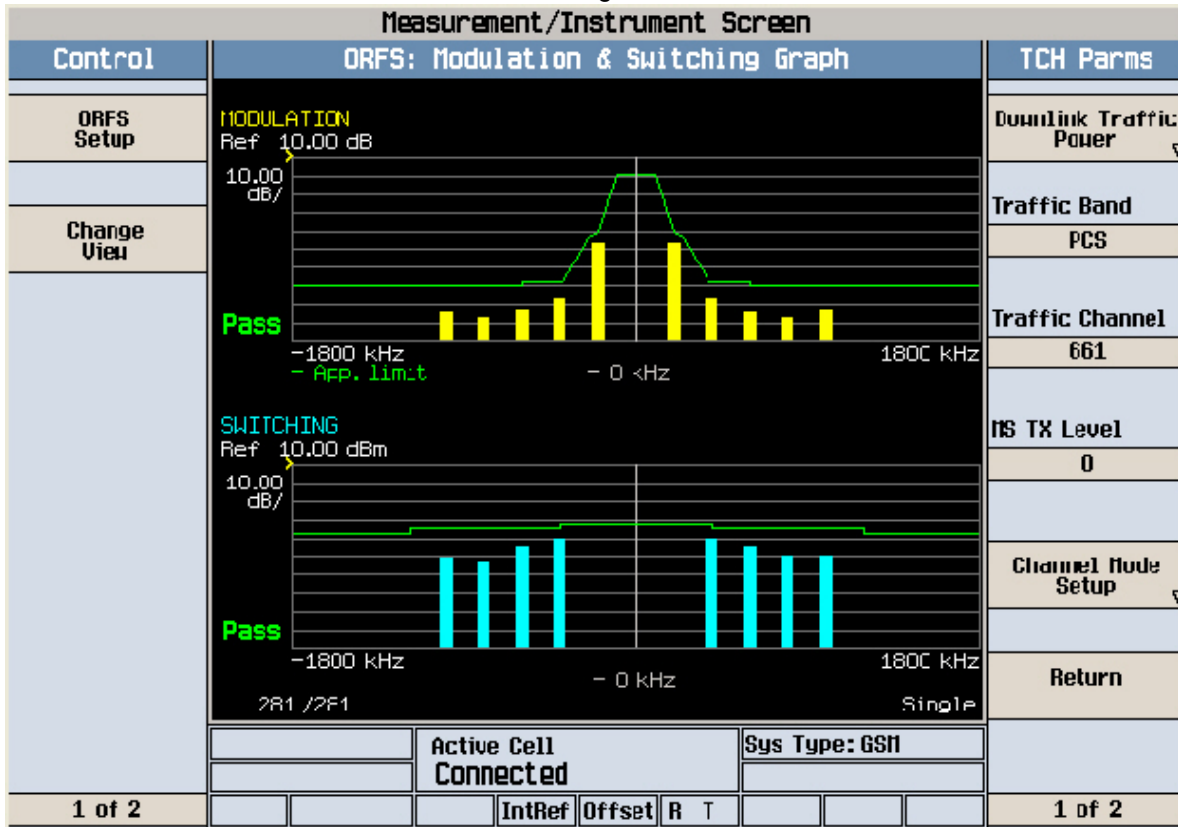 Measurement/Instrument Screen
Control
ORFS: Modulation & Switching Graph
TCH Parms
ORFS
Setup
Change
View
MODULATION
Ref 10.00 dB
10.00
dB/
Pass
-1800 kHz
1800 kHz
- App. limit
- 0 kHz
SWITCHING
Ref 10.00 dBm
10.00
dB/
Pass
-1800 kHz
1800 kHz
- 0 kHz
Single
Downlink Traffic
Power
Traffic Band
PCS
Traffic Channel
661
MS TX Level
0
Channel Mode
Setup
Return
Active Cell
Connected
Sys Type: GSM
1 of 2
IntRef
Offset
R T
1 of 2